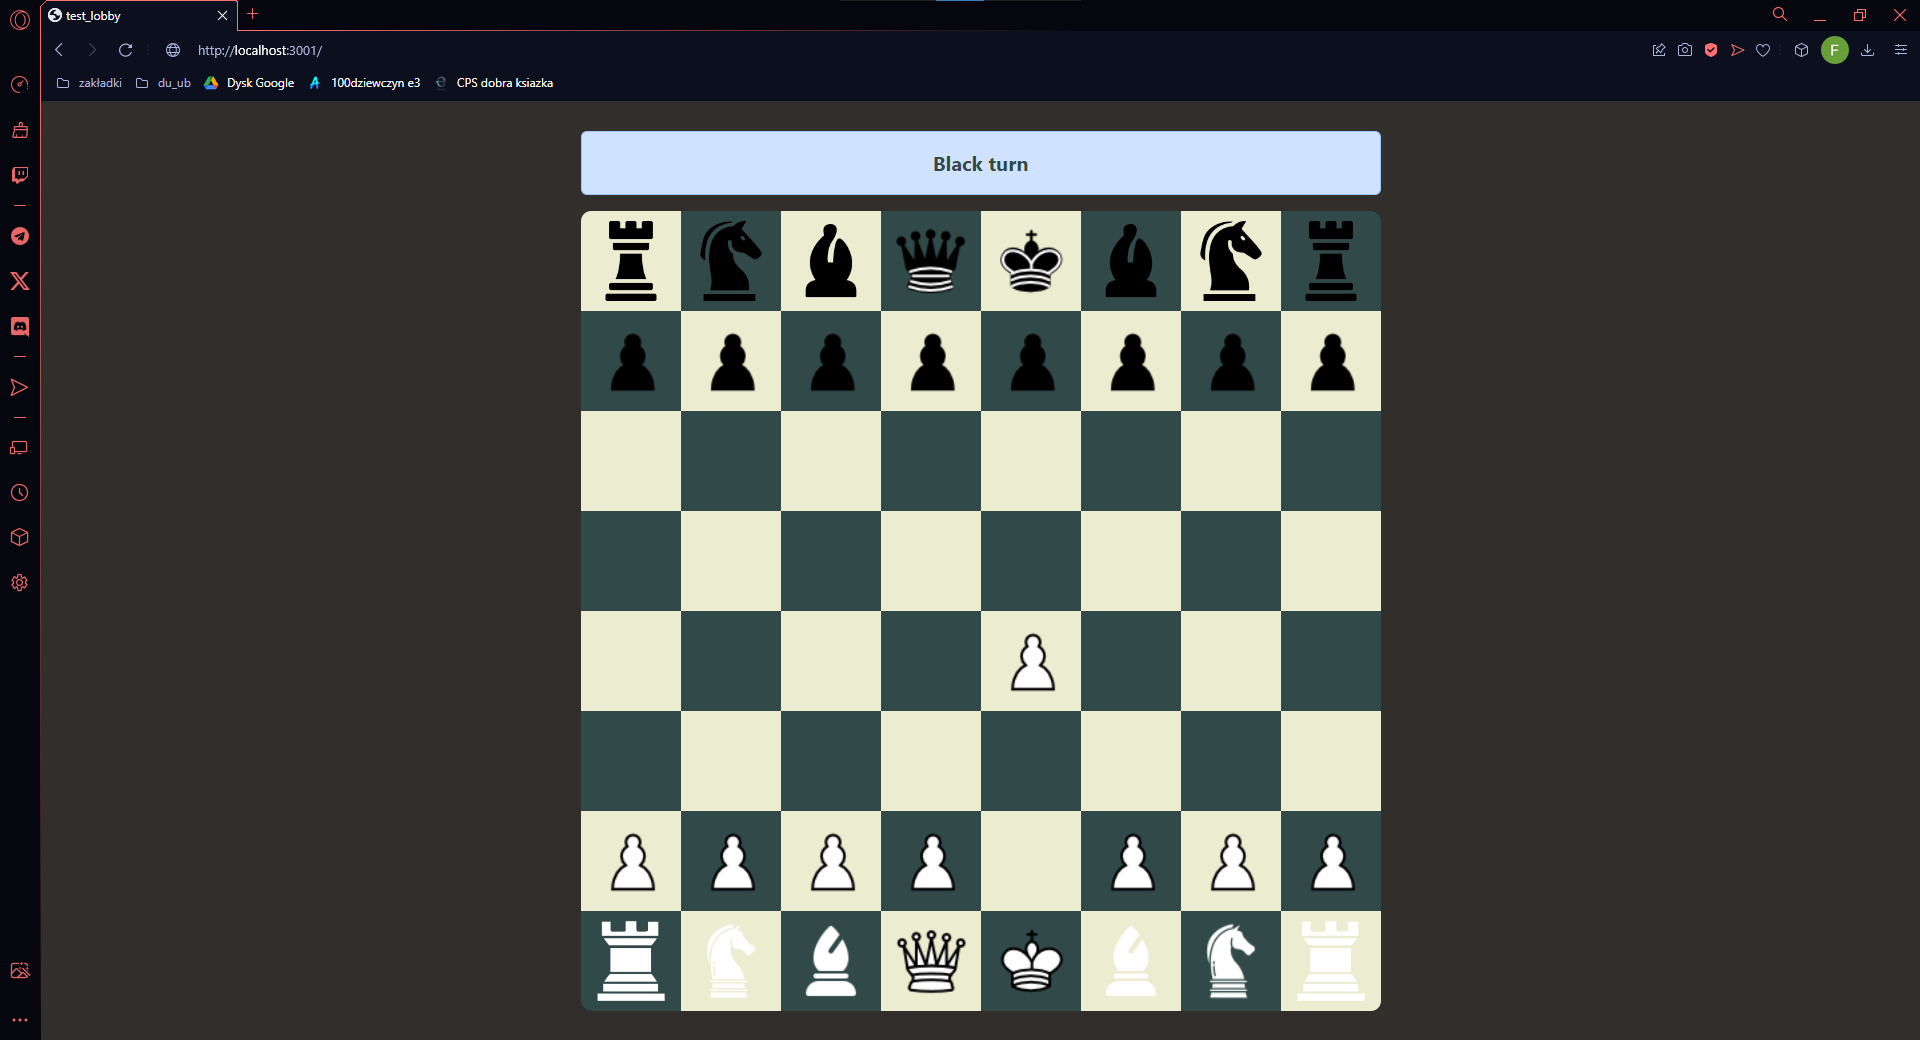 test_lobby
http://localhost:3001/
F
zakładki
du_ub
Dysk Google
100dziewczyn e3
CPS dobra ksiazka
Black turn